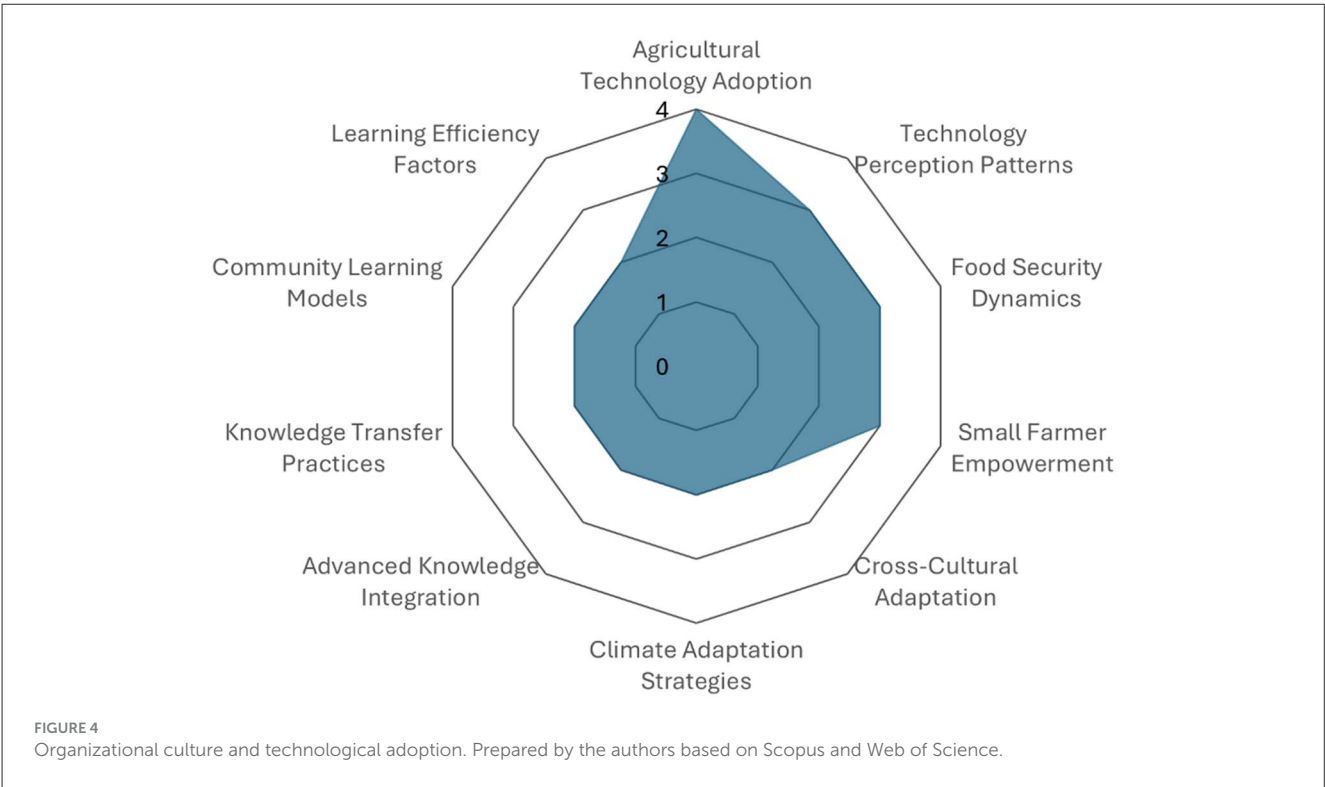 Agricultural
Technology Adoption
4
Learning Efficiency
Factors
Technology
Perception Patterns
3
2
Community Learning
Models
Food Security
Dynamics
1
0
Knowledge Transfer
Practices
Small Farmer
Empowerment
Advanced Knowledge
Integration
Cross-Cultural
Adaptation
Climate Adaptation
Strategies
FIGURE 4
Organizational culture and technological adoption. Prepared by the authors based on Scopus and Web of Science.